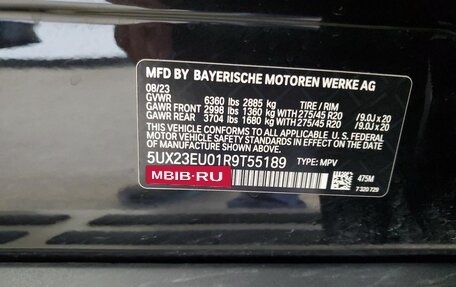 MFD BY BAYERISCHE MOTOREN WERKE AG
08/23
GVWR 6360 lbs 2885 kg TIRE / RIM
GAWR FRONT 2998 lbs 1360 kg WITH 275/45 R20 /9.0J x 20
GAWR REAR 3704 lbs 1680 kg WITH 275/45 R20 /9.0J x 20
THIS VEHICLE CONFORMS TO ALL APPLICABLE U. S. FEDERAL
MOTOR VEHICLE SAFETY STANDARDS IN EFFECT ON THE DATE
OF MANUFACTURE SHOWN ABOVE.
5UX23EU01R9T55189 TYPE: MPV
MBIB·RU 475M
7 320 729